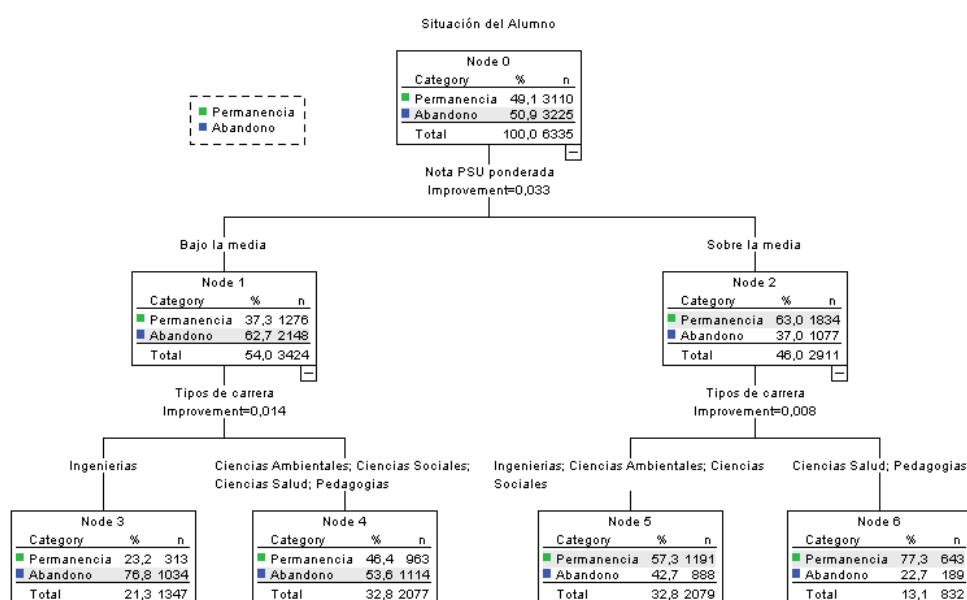 Situación del Alumno
Node 0
Category % n
Permanencia 49,1 3110
Abandono 50,9 3225
Total 100,0 6335
Permanencia
Abandono
Nota PSU ponderada
Improvement=0,033
Bajo la media
Sobre la media
Node 1
Category % n
Permanencia 37,3 1276
Abandono 62,7 2148
Total 54,0 3424
Node 2
Category % n
Permanencia 63,0 1834
Abandono 37,0 1077
Total 46,0 2911
Tipos de carrera
Improvement=0,014
Tipos de carrera
Improvement=0,008
Ingenierias
Ciencias Ambientales; Ciencias Sociales;
Ciencias Salud; Pedagogias
Ingenierias; Ciencias Ambientales; Ciencias
Sociales
Ciencias Salud; Pedagogias
Node 3
Category % n
Permanencia 23,2 313
Abandono 76,8 1034
Total 21,3 1347
Node 4
Category % n
Permanencia 46,4 963
Abandono 53,6 1114
Total 32,8 2077
Node 5
Category % n
Permanencia 57,3 1191
Abandono 42,7 888
Total 32,8 2079
Node 6
Category % n
Permanencia 77,3 643
Abandono 22,7 189
Total 13,1 832